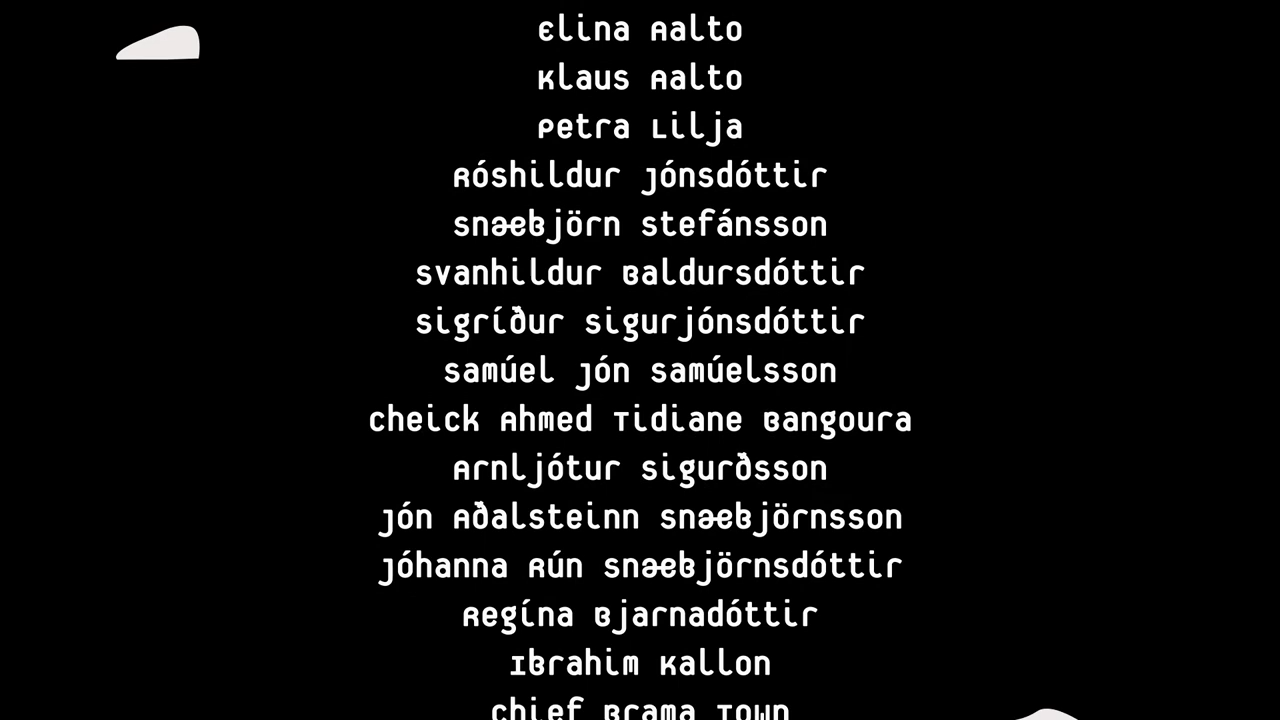 Elina Aalto
Klaus Aalto
Petra Lilja
Róshildur Jónsdóttir
Snæbjörn Stefánsson
Svanhildur Baldursdóttir
Sigríður Sigurjónsdóttir
Samúel Jón Samúelsson
Cheick Ahmed Tidiane Bangoura
Arnljótur Sigurðsson
Jón Aðalsteinn Snæbjörnsson
Jóhanna Rún Snæbjörnsdóttir
Regína Bjarnadóttir
Ibrahim Kallon
Chief Brama Town